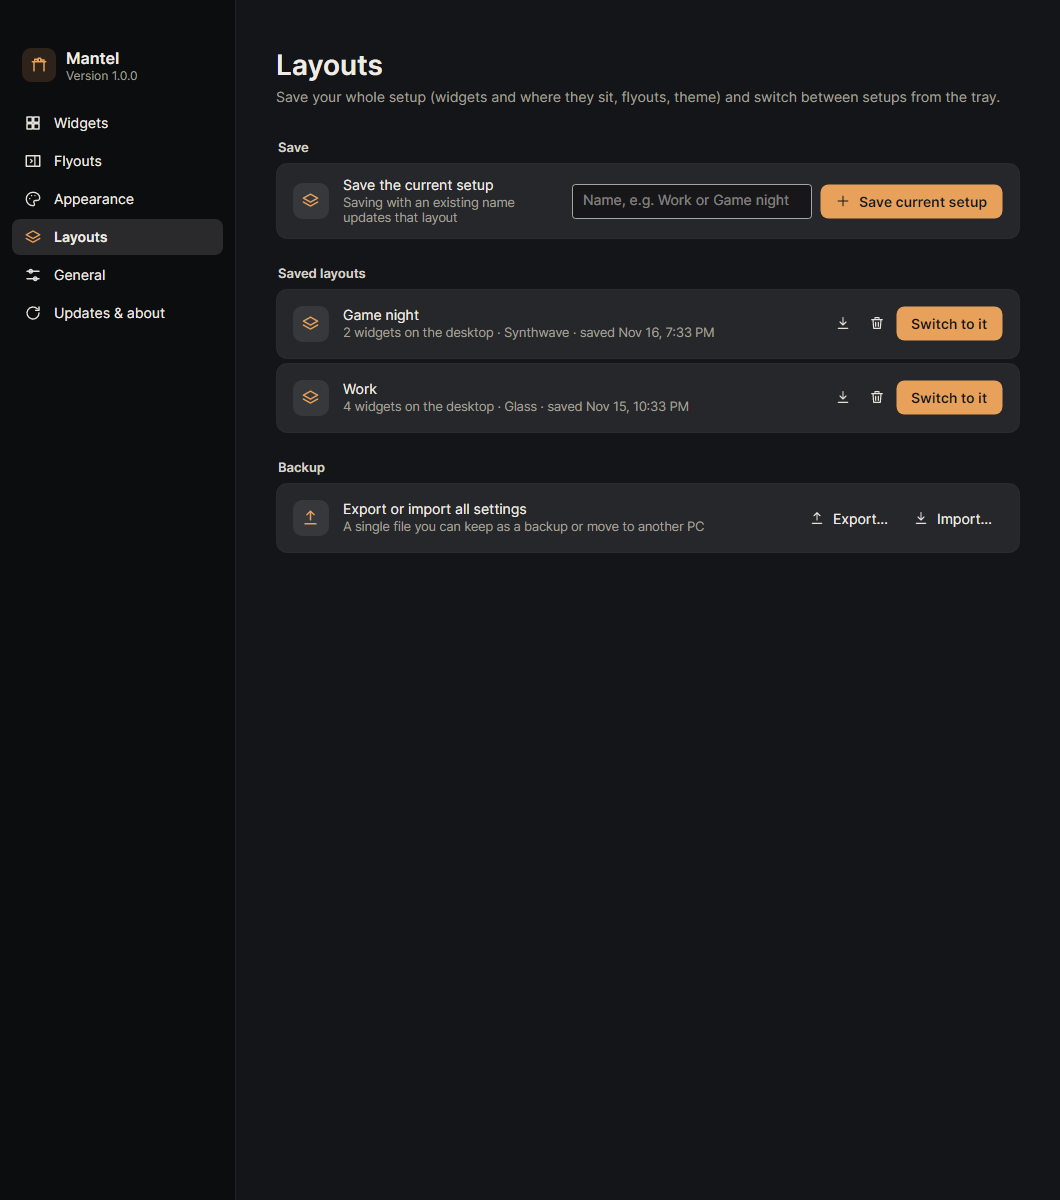 Mantel
Version 1.0.0
Widgets
Flyouts
Appearance
Layouts
General
Updates & about
Layouts
Save your whole setup (widgets and where they sit, flyouts, theme) and switch between setups from the tray.
Save
Save the current setup
Saving with an existing name
updates that layout
Name, e.g. Work or Game night
Save current setup
Saved layouts
Game night
2 widgets on the desktop · Synthwave · saved Nov 16, 7:33 PM
Switch to it
Work
4 widgets on the desktop · Glass · saved Nov 15, 10:33 PM
Switch to it
Backup
Export or import all settings
A single file you can keep as a backup or move to another PC
Export...
Import...